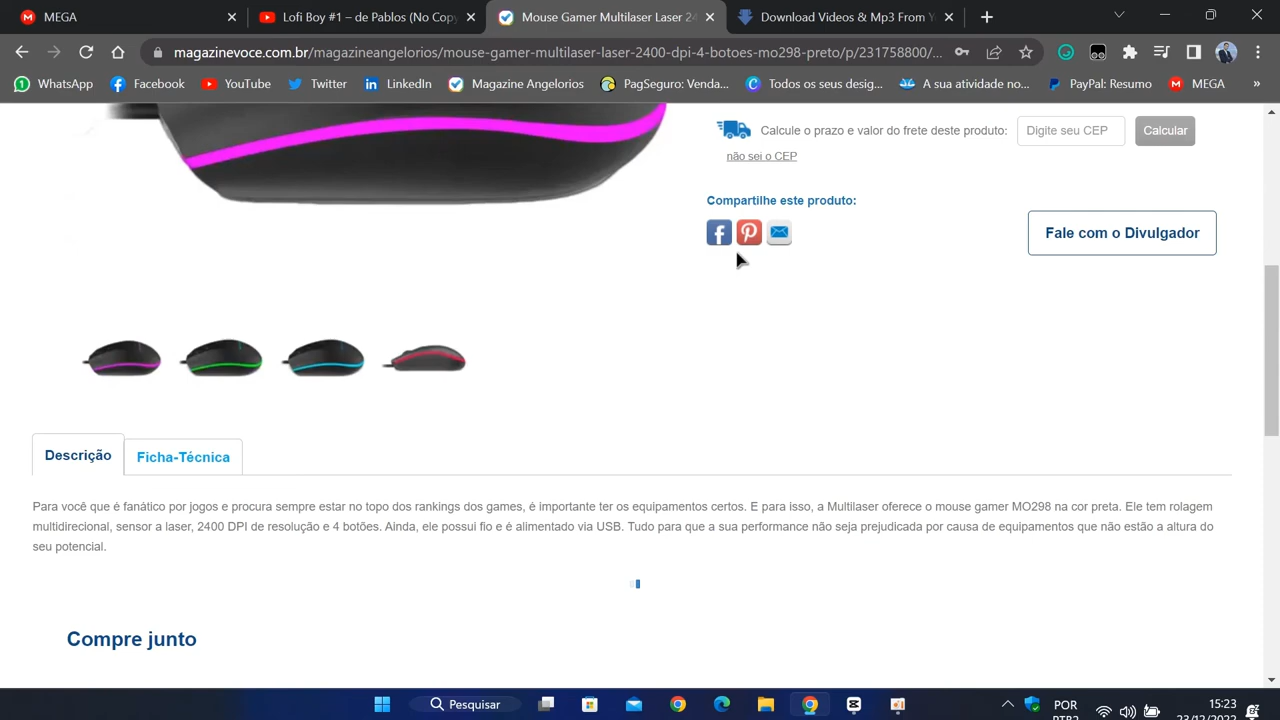 MEGA
Lofi Boy #1 – de Pablos (No Copy
Mouse Gamer Multilaser Laser 24
Download Videos & Mp3 From Y
magazinevoce.com.br/magazineangelorios/mouse-gamer-multilaser-laser-2400-dpi-4-botoes-mo298-preto/p/231758800/...
WhatsApp
Facebook
YouTube
Twitter
LinkedIn
Magazine Angelorios
PagSeguro: Venda...
Todos os seus desig...
A sua atividade no...
PayPal: Resumo
MEGA
»
Calcule o prazo e valor do frete deste produto:
Digite seu CEP
Calcular
não sei o CEP
Compartilhe este produto:
Fale com o Divulgador
Descrição
Ficha-Técnica
Para você que é fanático por jogos e procura sempre estar no topo dos rankings dos games, é importante ter os equipamentos certos. E para isso, a Multilaser oferece o mouse gamer MO298 na cor preta. Ele tem rolagem
multidirecional, sensor a laser, 2400 DPI de resolução e 4 botões. Ainda, ele possui fio e é alimentado via USB. Tudo para que a sua performance não seja prejudicada por causa de equipamentos que não estão a altura do
seu potencial.
Compre junto
Pesquisar
POR
PTB2
15:23
23/12/2022